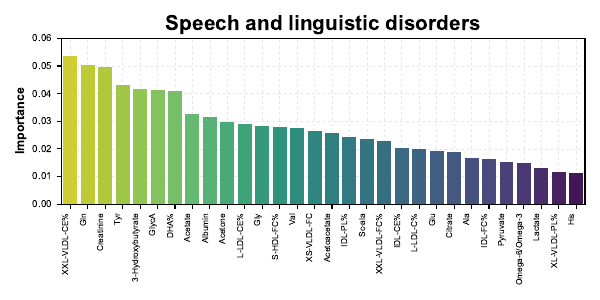 Speech and linguistic disorders
Importance
0.06
0.05
0.04
0.03
0.02
0.01
0.00
XXL-VLDL-CE%
Gln
Creatinine
Tyr
3-Hydroxybutyrate
GlycA
DHA%
Acetate
Albumin
Acetone
L-LDL-CE%
Gly
S-HDL-FC%
Val
XS-VLDL-FC
Acetoacetate
IDL-PL%
XXL-VLDL-FC%
IDL-CE%
L-LDL-C%
Glu
Citrate
Ala
IDL-FC%
Pyruvate
Omega-6/Omega-3
Lactate
XL-VLDL-PL%
His